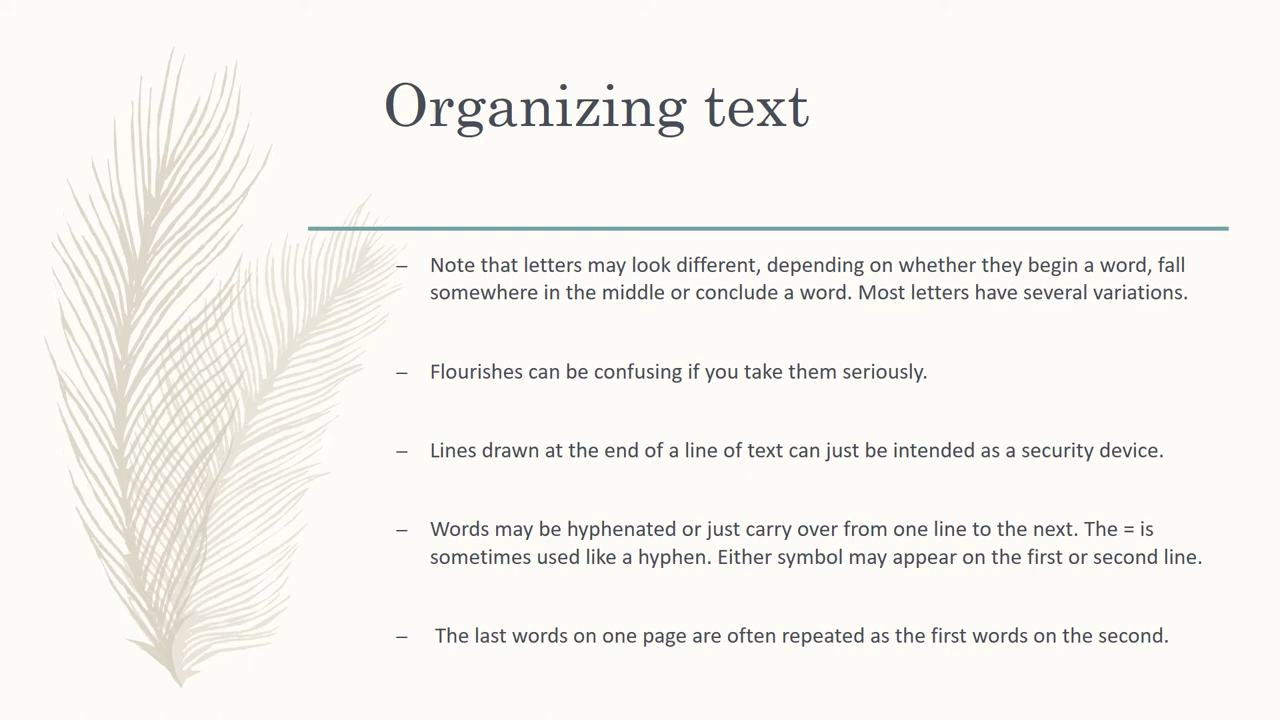 Organizing text
– Note that letters may look different, depending on whether they begin a word, fall
somewhere in the middle or conclude a word. Most letters have several variations.
– Flourishes can be confusing if you take them seriously.
– Lines drawn at the end of a line of text can just be intended as a security device.
– Words may be hyphenated or just carry over from one line to the next. The = is
sometimes used like a hyphen. Either symbol may appear on the first or second line.
– The last words on one page are often repeated as the first words on the second.